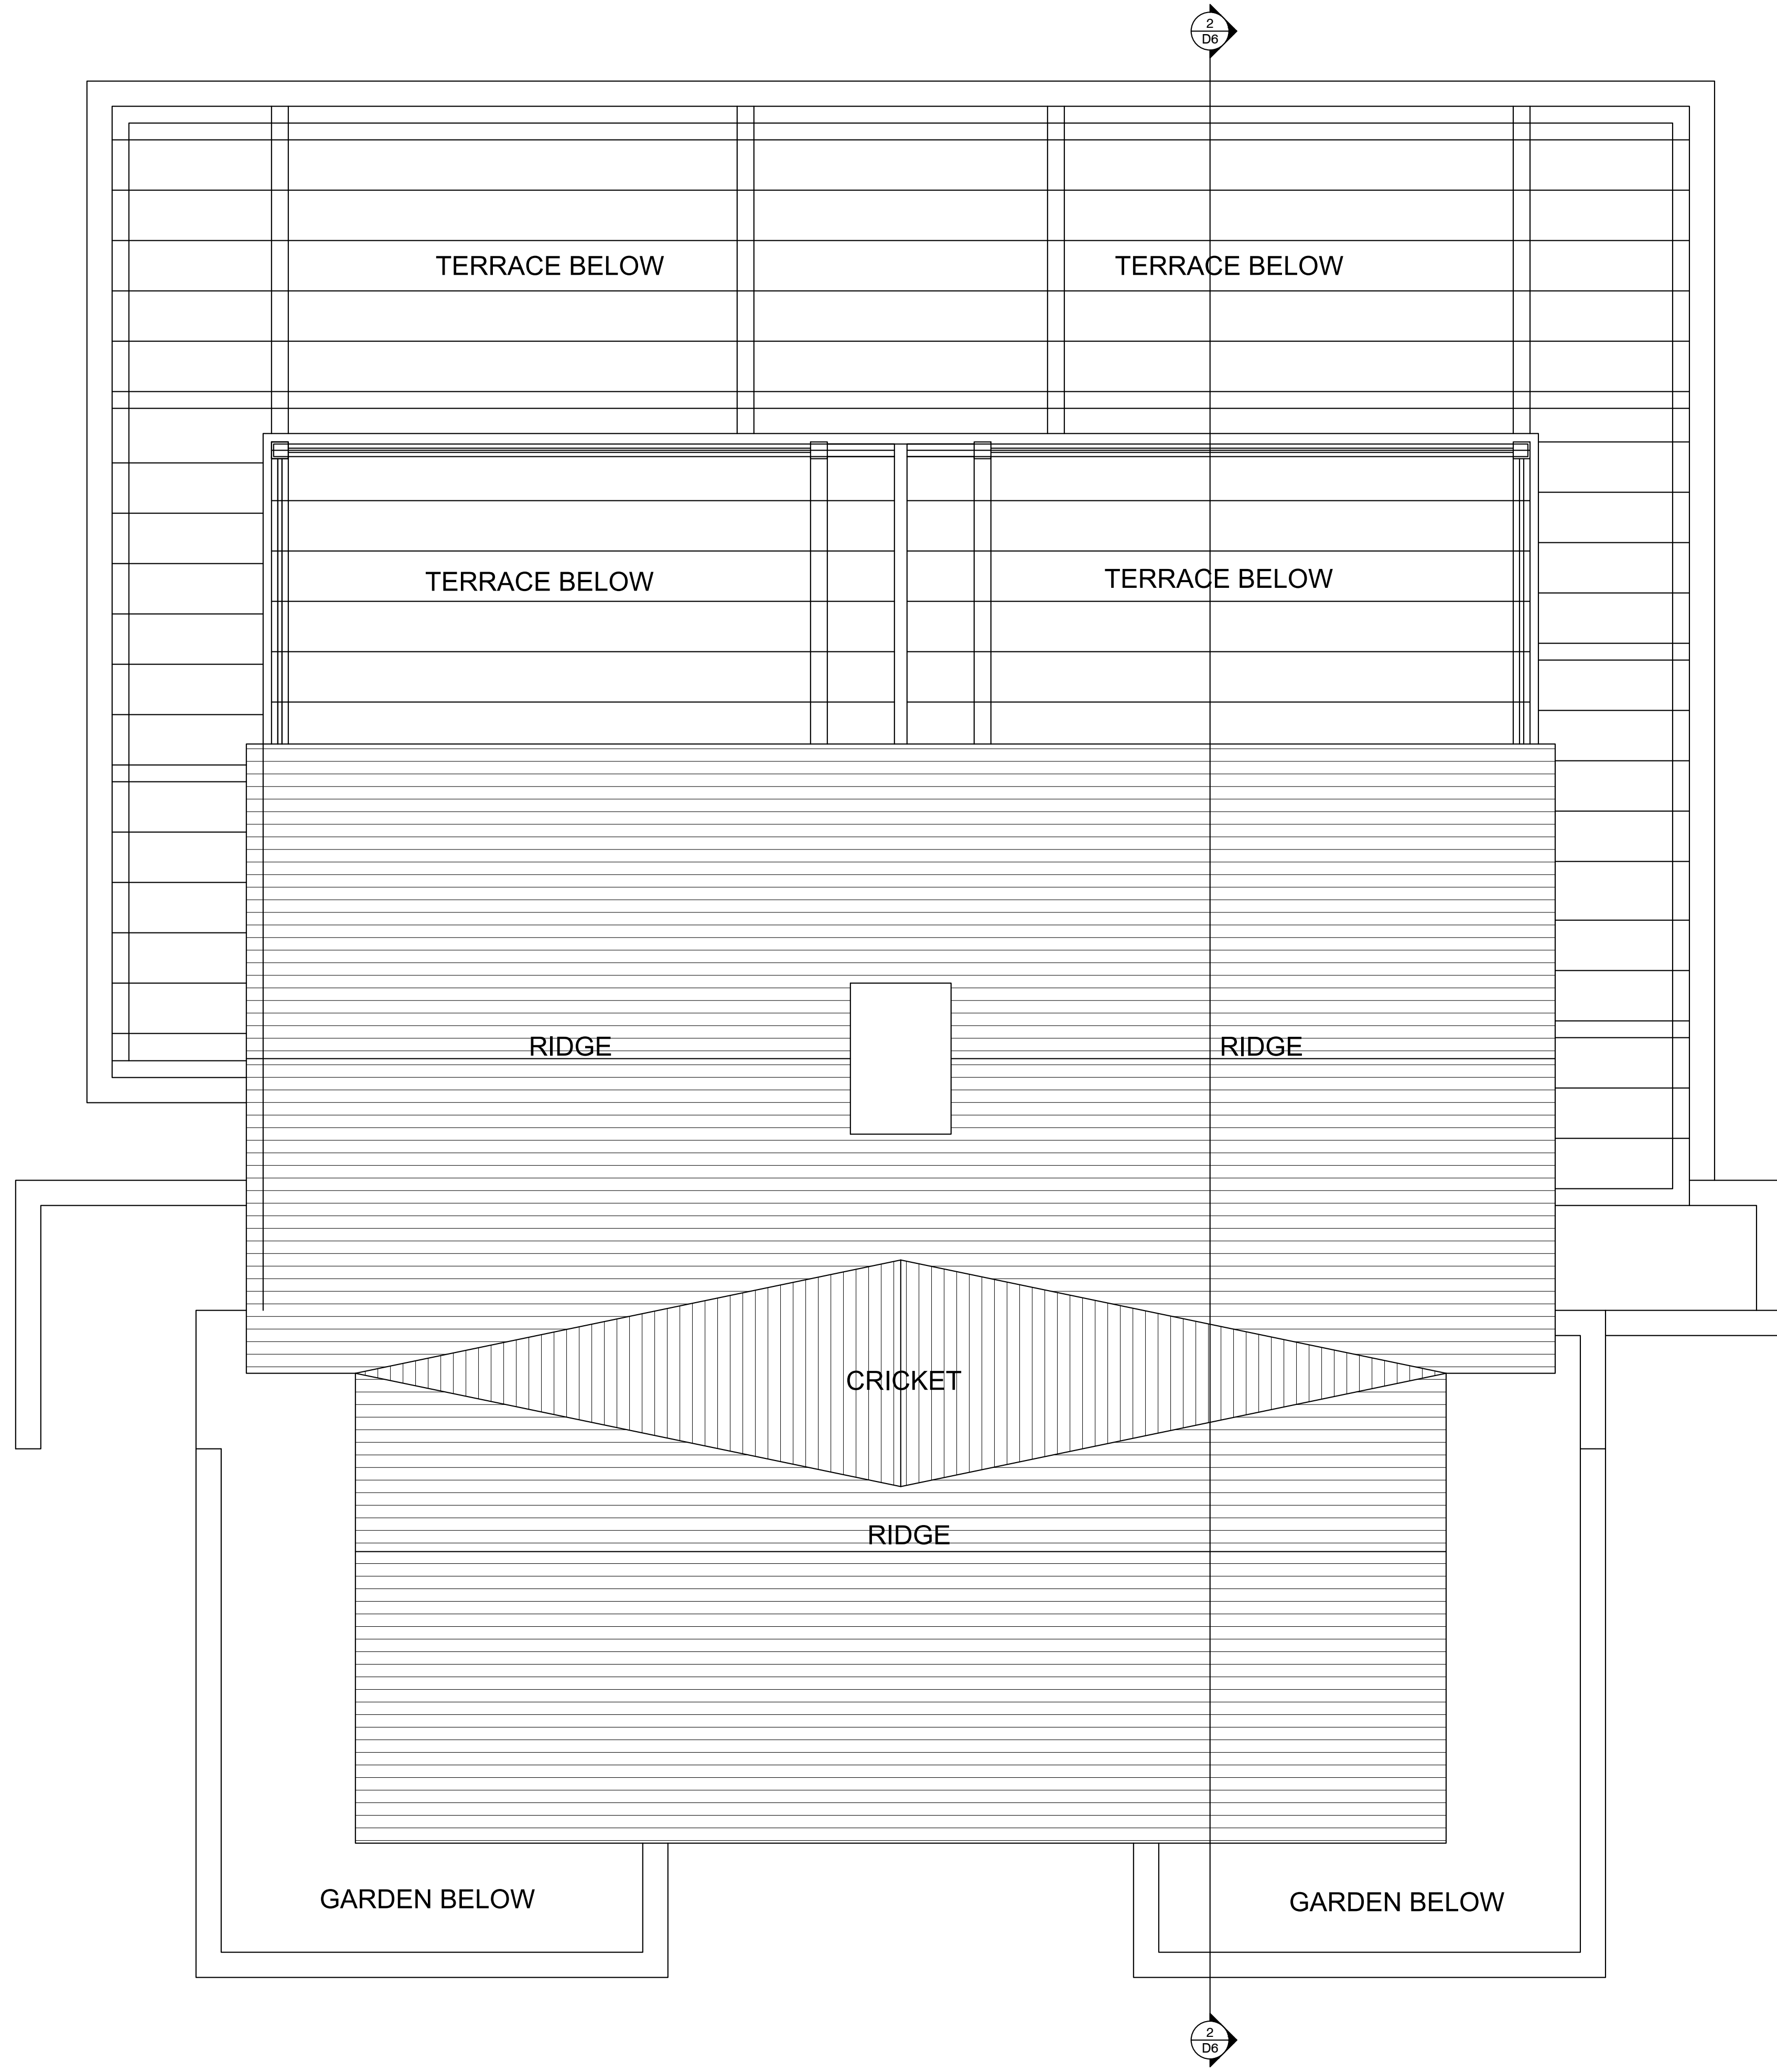 2
D6
TERRACE BELOW
TERRACE BELOW
TERRACE BELOW
TERRACE BELOW
RIDGE
RIDGE
CRICKET
RIDGE
GARDEN BELOW
GARDEN BELOW
2
D6